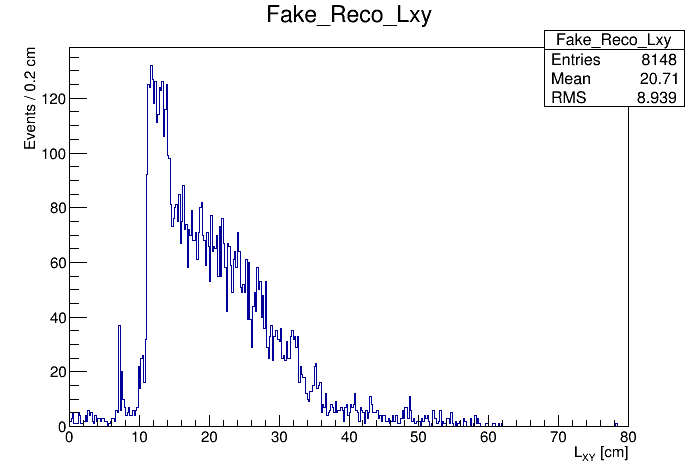 Fake_Reco_Lxy
Fake_Reco_Lxy
Entries 8148
Mean 20.71
RMS 8.939
Events / 0.2 cm
120
100
80
60
40
20
0
0 10 20 30 40 50 60 70 80
LXY [cm]